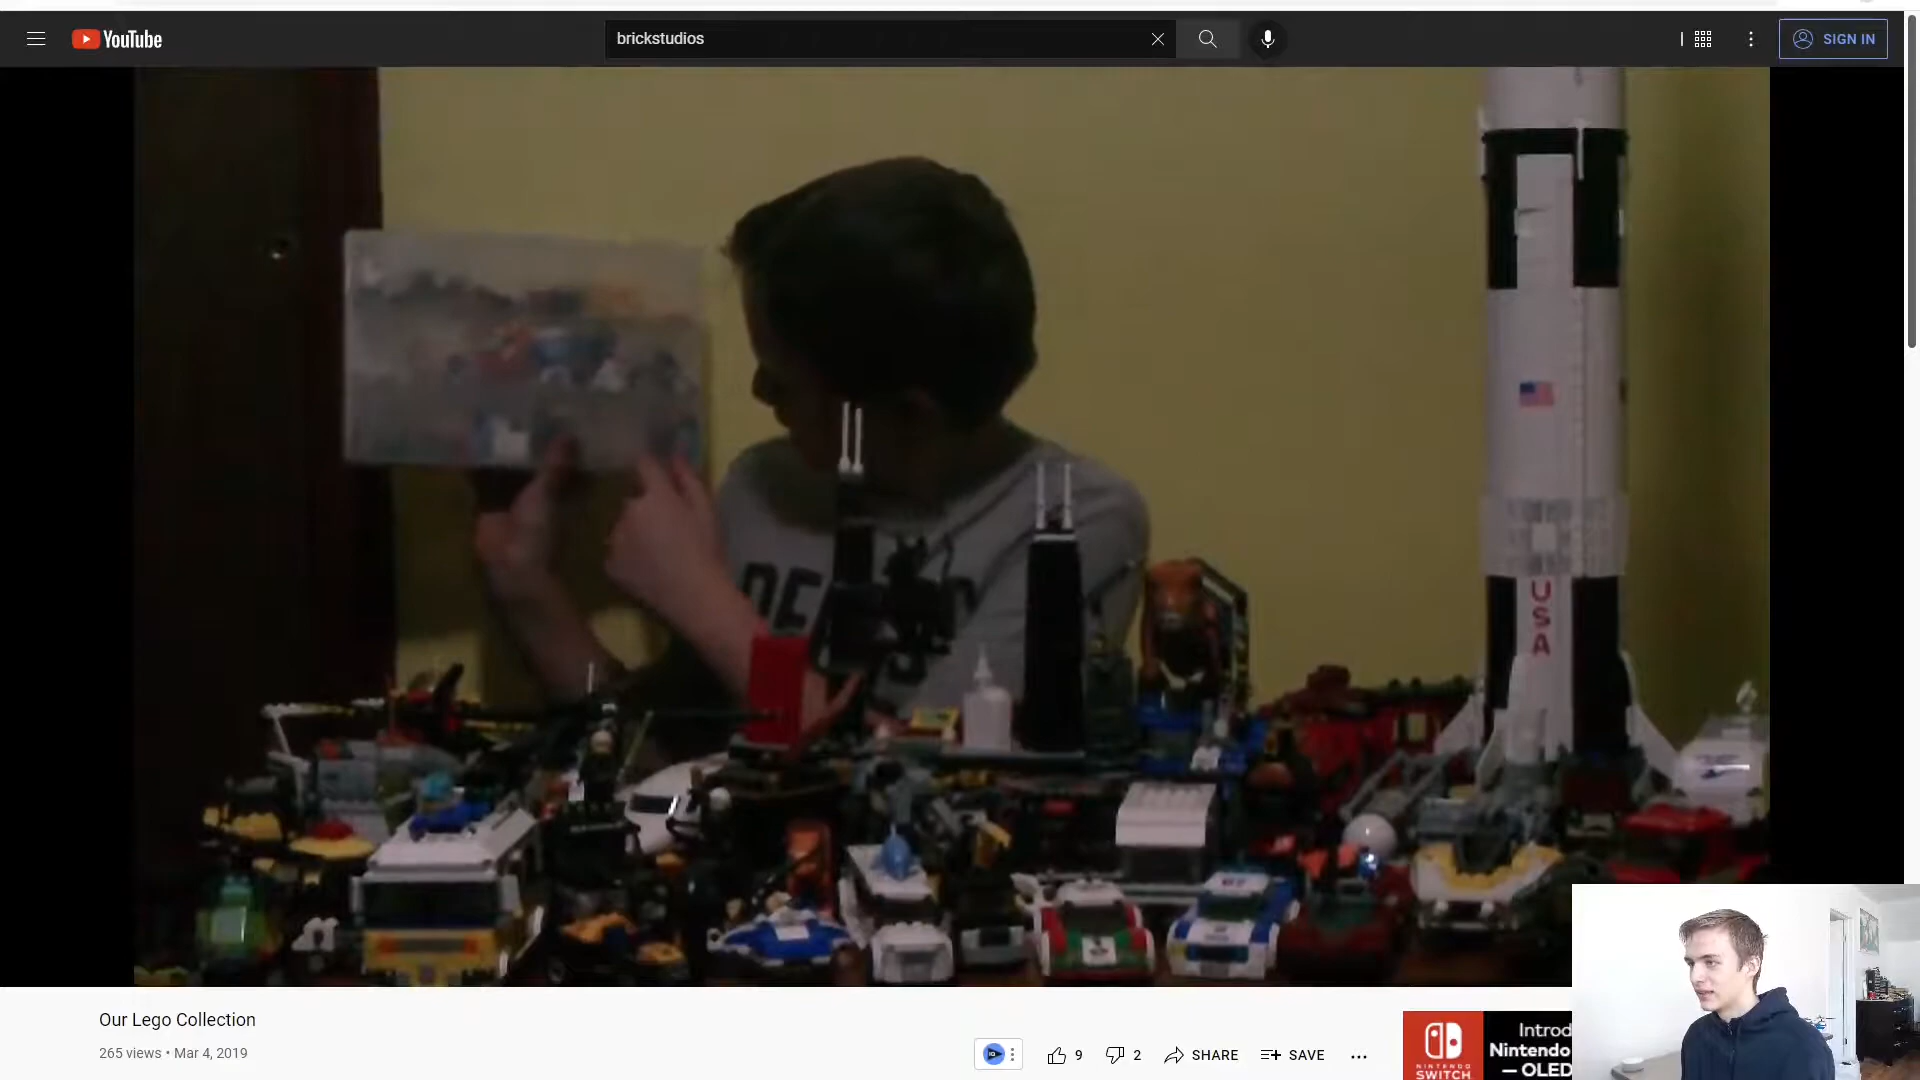 YouTube
brickstudios
SIGN IN
USA
Our Lego Collection
265 views • Mar 4, 2019
9
2
SHARE
SAVE
NINTENDO
SWITCH
Introd
Nintendo
— OLED